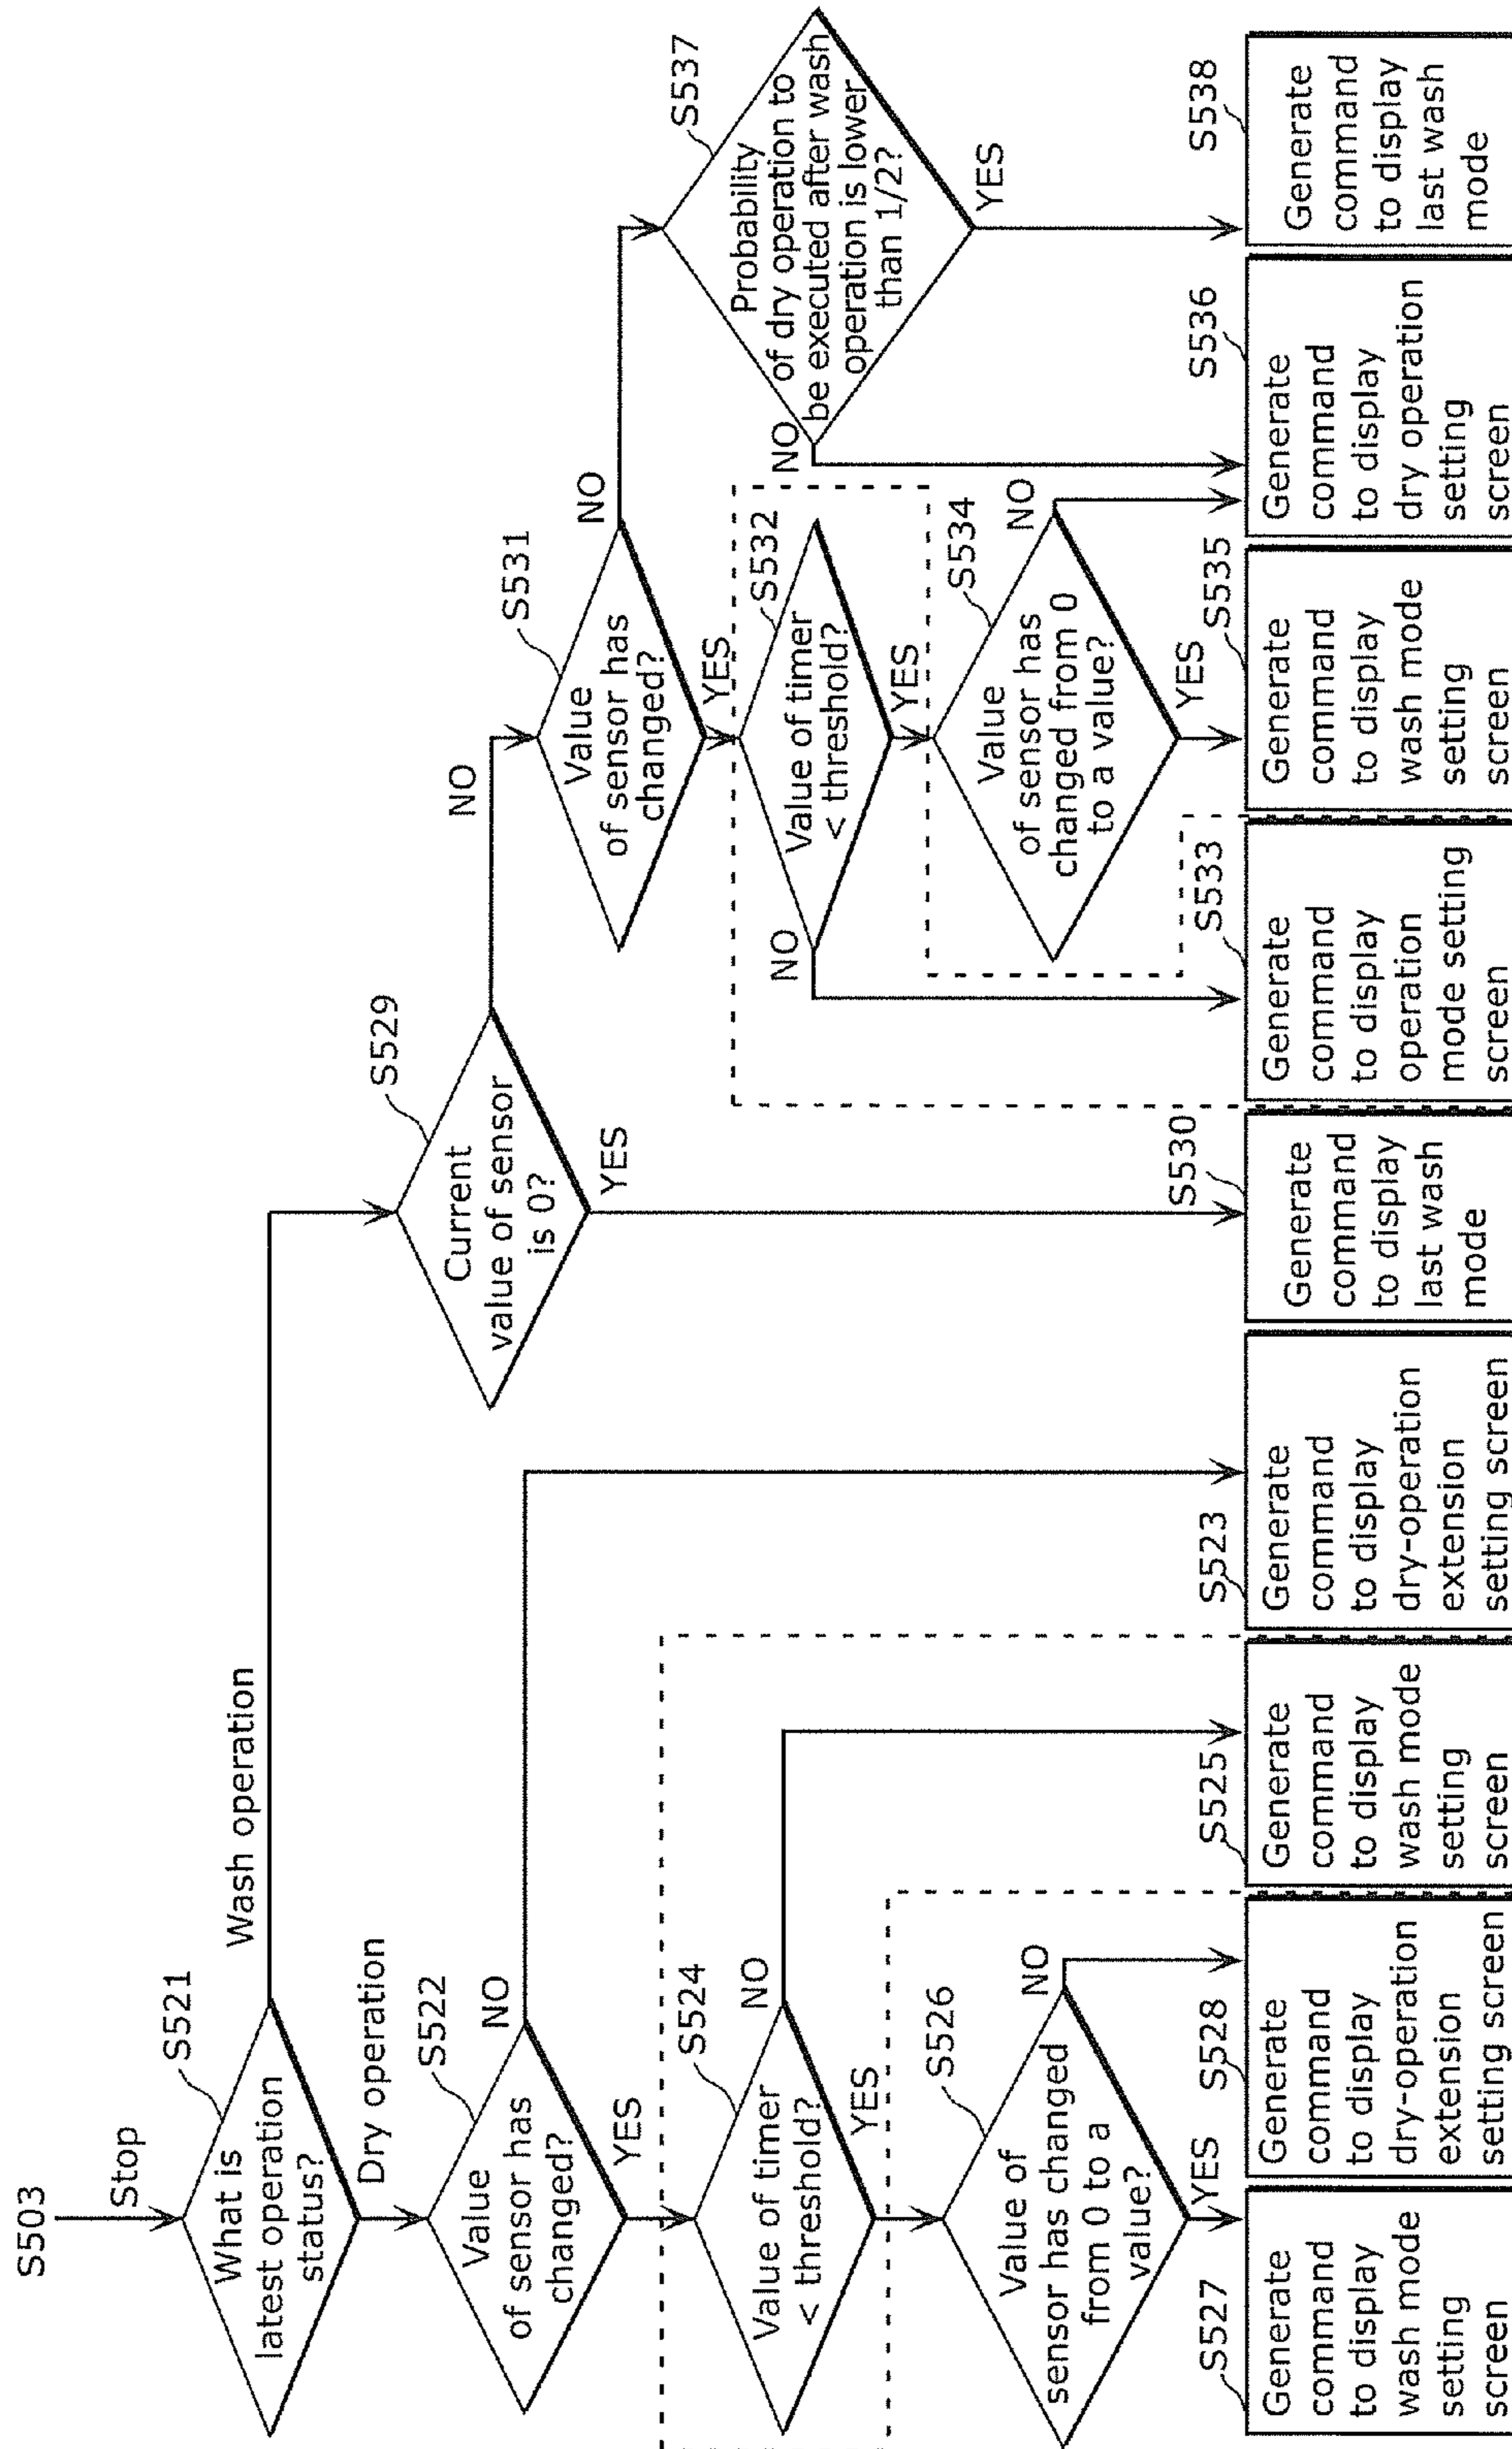 S503
Stop
S521
What is
latest operation
status?
Wash operation
Dry operation
S522
Value
of sensor has
changed?
NO
YES
S524
Value of timer
< threshold?
NO
YES
S526
Value of
sensor has changed
from 0 to a
value?
NO
YES
S527
Generate
command
to display
wash mode
setting
screen
S528
Generate
command
to display
dry-operation
extension
setting screen
S525
Generate
command
to display
wash mode
setting
screen
S523
Generate
command
to display
dry-operation
extension
setting screen
S529
Current
value of sensor
is 0?
NO
YES
S530
Generate
command
to display
last wash
mode
S531
Value
of sensor has
changed?
NO
YES
S532
Value of timer
< threshold?
NO
YES
S533
Generate
command
to display
operation
mode setting
screen
S534
Value
of sensor has
changed from 0
to a value?
NO
YES
S535
Generate
command
to display
wash mode
setting
screen
S536
Generate
command
to display
dry operation
setting
screen
S537
Probability
of dry operation to
be executed after wash
operation is lower
than 1/2?
NO
YES
S538
Generate
command
to display
last wash
mode